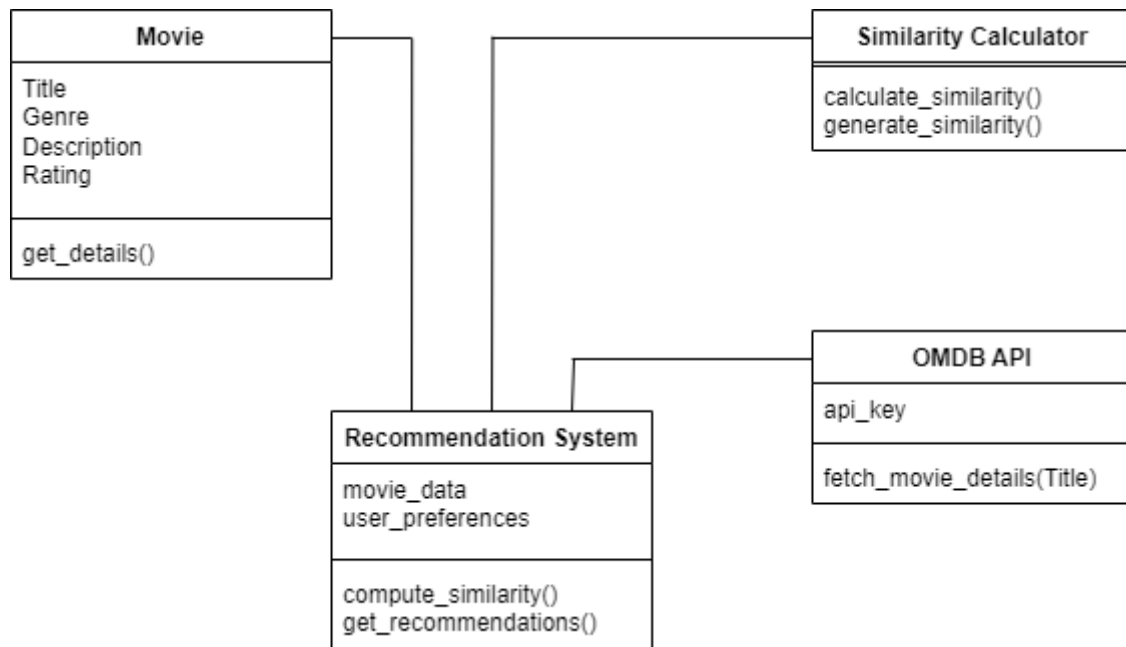 Movie
Title
Genre
Description
Rating
get_details()
Similarity Calculator
calculate_similarity()
generate_similarity()
OMDB API
api_key
fetch_movie_details(Title)
Recommendation System
movie_data
user_preferences
compute_similarity()
get_recommendations()